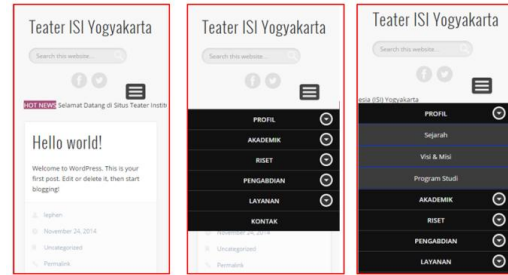 Teater ISI Yogyakarta
Search this website...
HOT NEWS Selamat Datang di Situs Teater Instit
Hello world!
Welcome to WordPress. This is your
first post. Edit or delete it, then start
blogging!
lephen
November 24, 2014
Uncategorized
Permalink
Teater ISI Yogyakarta
Search this website...
PROFIL
AKADEMIK
RISET
PENGABDIAN
LAYANAN
KONTAK
November 24, 2014
Uncategorized
Permalink
Teater ISI Yogyakarta
Search this website...
esia (ISI) Yogyakarta
PROFIL
Sejarah
Visi & Misi
Program Studi
AKADEMIK
RISET
PENGABDIAN
LAYANAN